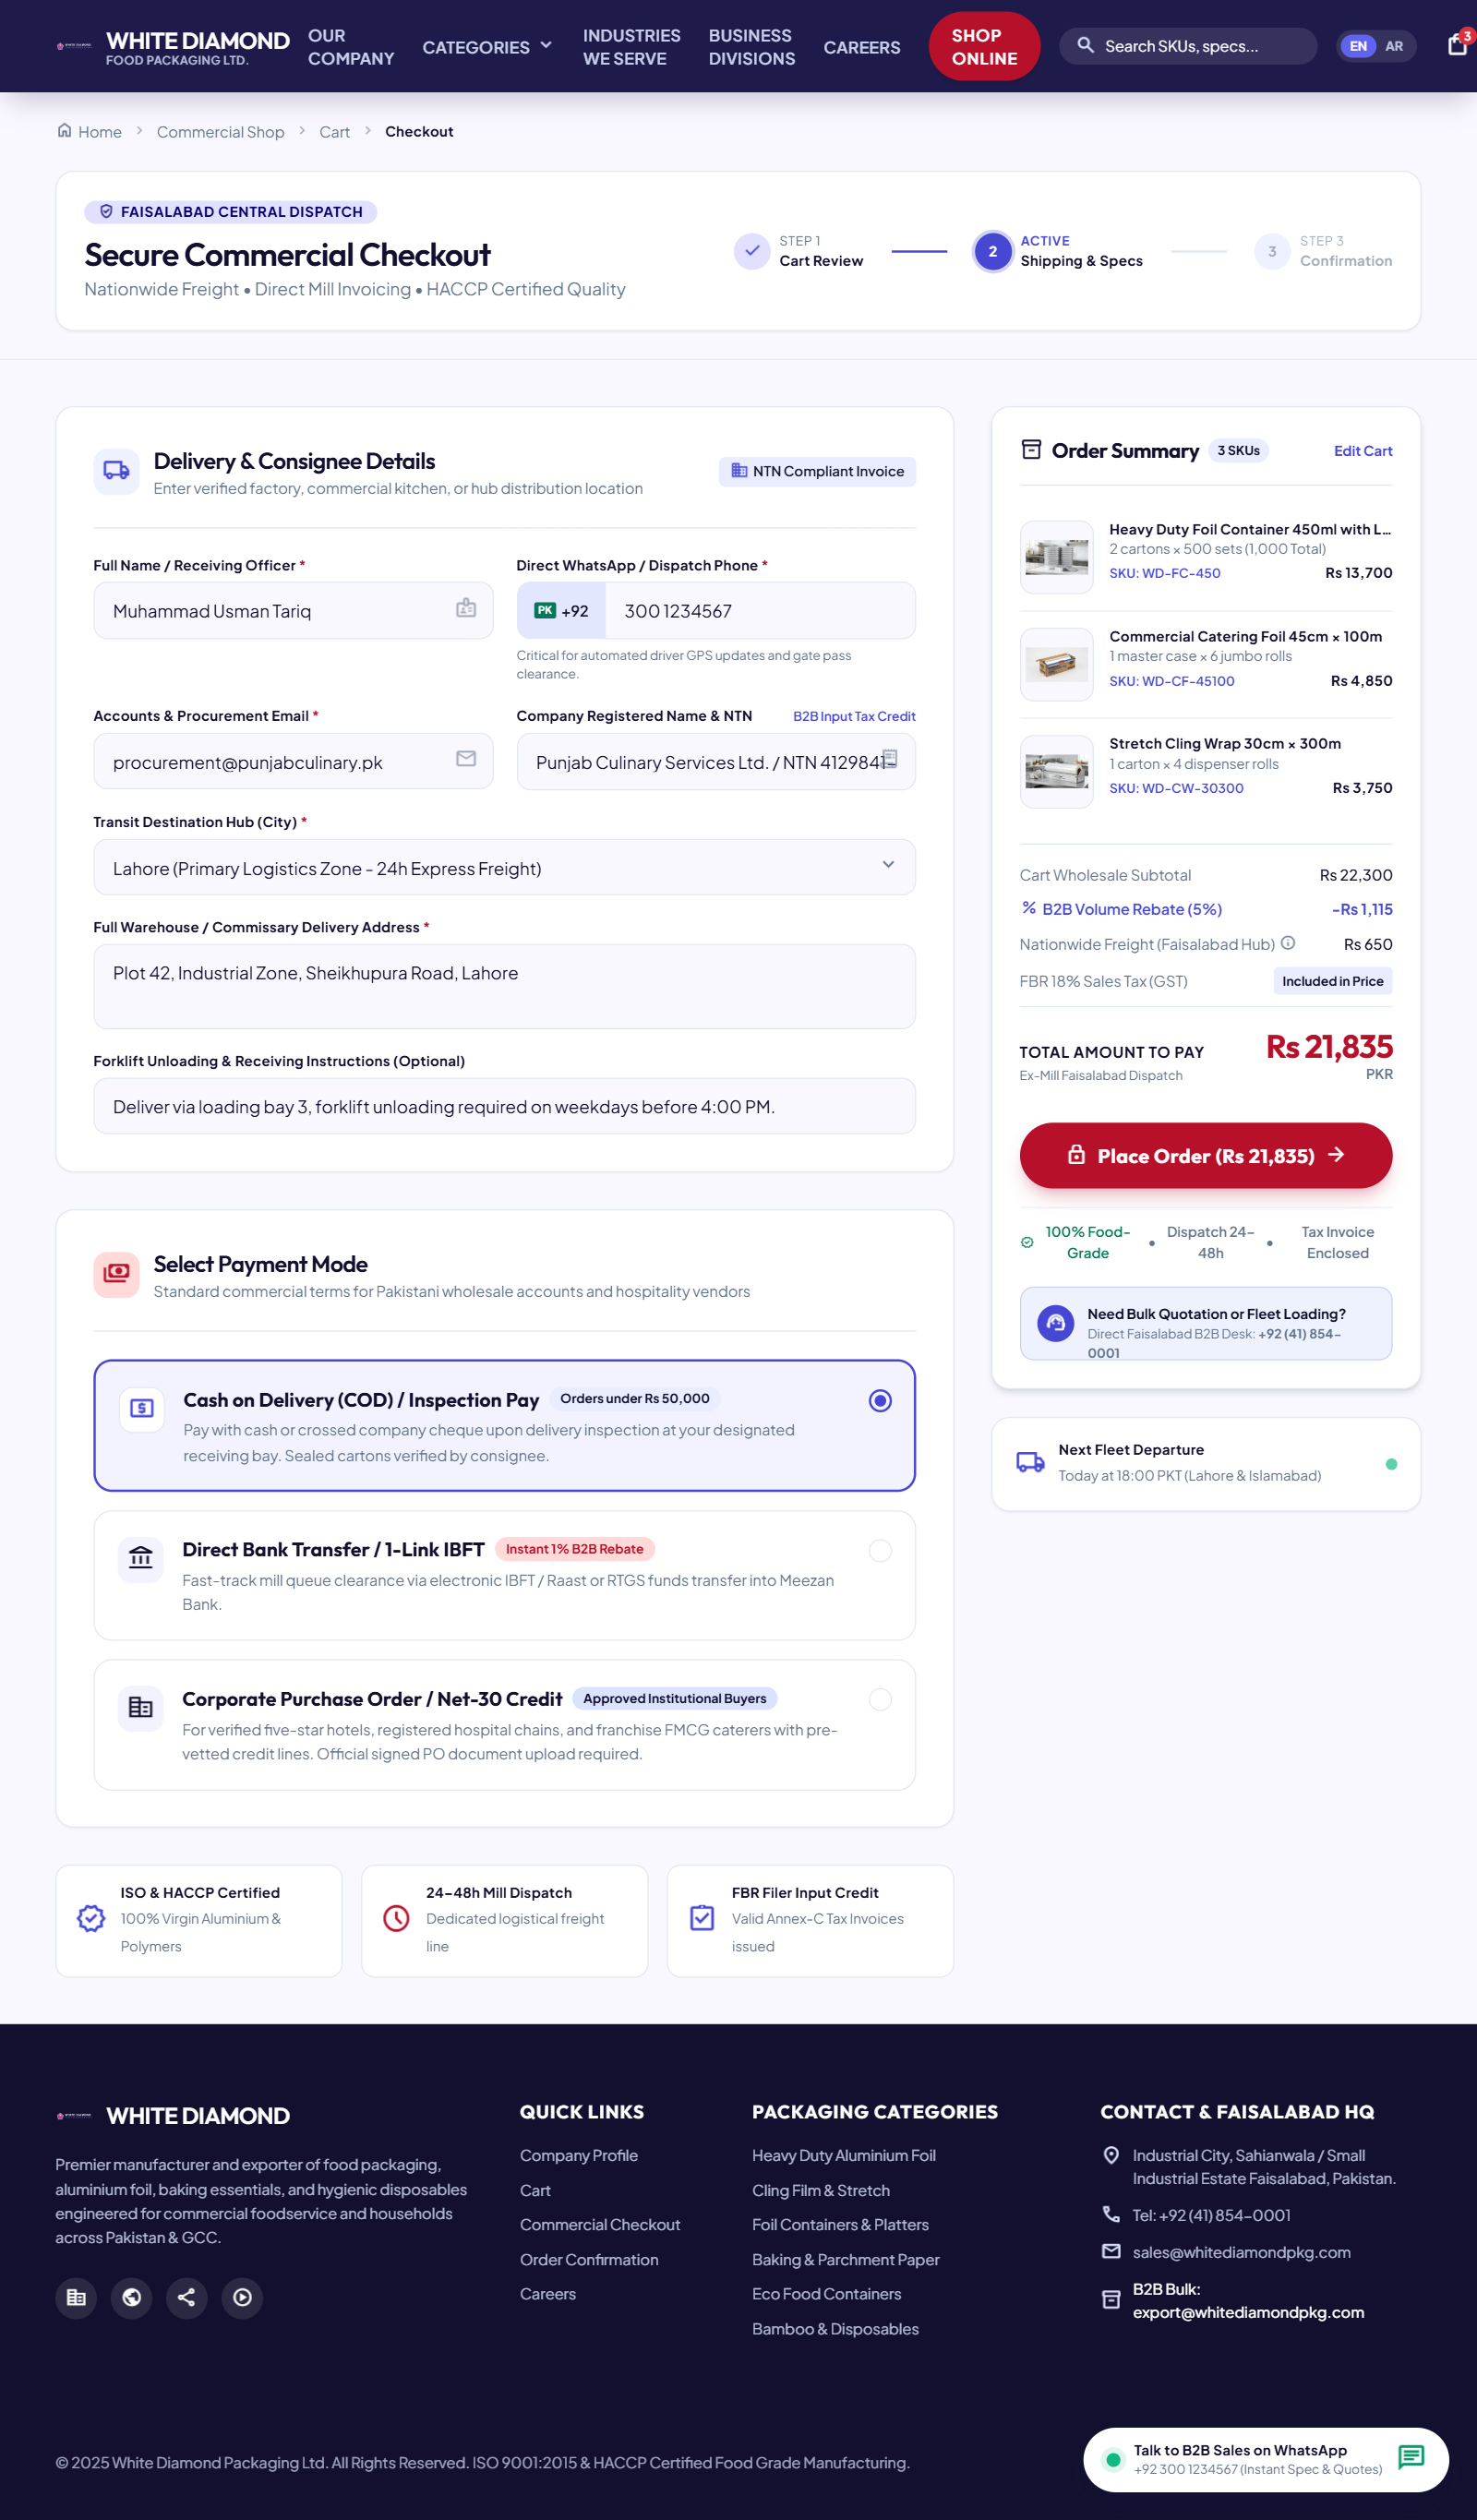 WHITE DIAMOND
FOOD PACKAGING LTD.
OUR COMPANY
CATEGORIES
INDUSTRIES WE SERVE
BUSINESS DIVISIONS
CAREERS
SHOP ONLINE
Search SKUs, specs...
EN AR
3
Home > Commercial Shop > Cart > Checkout
FAISALABAD CENTRAL DISPATCH
Secure Commercial Checkout
Nationwide Freight • Direct Mill Invoicing • HACCP Certified Quality
STEP 1
Cart Review
2
ACTIVE
Shipping & Specs
3
STEP 3
Confirmation
Delivery & Consignee Details
Enter verified factory, commercial kitchen, or hub distribution location
NTN Compliant Invoice
Full Name / Receiving Officer *
Muhammad Usman Tariq
Direct WhatsApp / Dispatch Phone *
PK +92 300 1234567
Critical for automated driver GPS updates and gate pass
clearance.
Accounts & Procurement Email *
procurement@punjabculinary.pk
Company Registered Name & NTN B2B Input Tax Credit
Punjab Culinary Services Ltd. / NTN 4129841-
Transit Destination Hub (City) *
Lahore (Primary Logistics Zone - 24h Express Freight)
Full Warehouse / Commissary Delivery Address *
Plot 42, Industrial Zone, Sheikhupura Road, Lahore
Forklift Unloading & Receiving Instructions (Optional)
Deliver via loading bay 3, forklift unloading required on weekdays before 4:00 PM.
Select Payment Mode
Standard commercial terms for Pakistani wholesale accounts and hospitality vendors
Cash on Delivery (COD) / Inspection Pay Orders under Rs 50,000
Pay with cash or crossed company cheque upon delivery inspection at your designated
receiving bay. Sealed cartons verified by consignee.
Direct Bank Transfer / 1-Link IBFT Instant 1% B2B Rebate
Fast-track mill queue clearance via electronic IBFT / Raast or RTGS funds transfer into Meezan
Bank.
Corporate Purchase Order / Net-30 Credit Approved Institutional Buyers
For verified five-star hotels, registered hospital chains, and franchise FMCG caterers with pre-
vetted credit lines. Official signed PO document upload required.
ISO & HACCP Certified
100% Virgin Aluminium &
Polymers
24–48h Mill Dispatch
Dedicated logistical freight
line
FBR Filer Input Credit
Valid Annex-C Tax Invoices
issued
Order Summary 3 SKUs Edit Cart
Heavy Duty Foil Container 450ml with L...
2 cartons × 500 sets (1,000 Total)
SKU: WD-FC-450 Rs 13,700
Commercial Catering Foil 45cm × 100m
1 master case × 6 jumbo rolls
SKU: WD-CF-45100 Rs 4,850
Stretch Cling Wrap 30cm × 300m
1 carton × 4 dispenser rolls
SKU: WD-CW-30300 Rs 3,750
Cart Wholesale Subtotal Rs 22,300
B2B Volume Rebate (5%) -Rs 1,115
Nationwide Freight (Faisalabad Hub) Rs 650
FBR 18% Sales Tax (GST) Included in Price
TOTAL AMOUNT TO PAY Rs 21,835
Ex-Mill Faisalabad Dispatch PKR
Place Order (Rs 21,835)
100% Food-Grade • Dispatch 24–48h • Tax Invoice Enclosed
Need Bulk Quotation or Fleet Loading?
Direct Faisalabad B2B Desk: +92 (41) 854-
0001
Next Fleet Departure
Today at 18:00 PKT (Lahore & Islamabad)
WHITE DIAMOND
Premier manufacturer and exporter of food packaging,
aluminium foil, baking essentials, and hygienic disposables
engineered for commercial foodservice and households
across Pakistan & GCC.
QUICK LINKS
Company Profile
Cart
Commercial Checkout
Order Confirmation
Careers
PACKAGING CATEGORIES
Heavy Duty Aluminium Foil
Cling Film & Stretch
Foil Containers & Platters
Baking & Parchment Paper
Eco Food Containers
Bamboo & Disposables
CONTACT & FAISALABAD HQ
Industrial City, Sahianwala / Small
Industrial Estate Faisalabad, Pakistan.
Tel: +92 (41) 854-0001
sales@whitediamondpkg.com
B2B Bulk:
export@whitediamondpkg.com
© 2025 White Diamond Packaging Ltd. All Rights Reserved. ISO 9001:2015 & HACCP Certified Food Grade Manufacturing.
Talk to B2B Sales on WhatsApp
+92 300 1234567 (Instant Spec & Quotes)